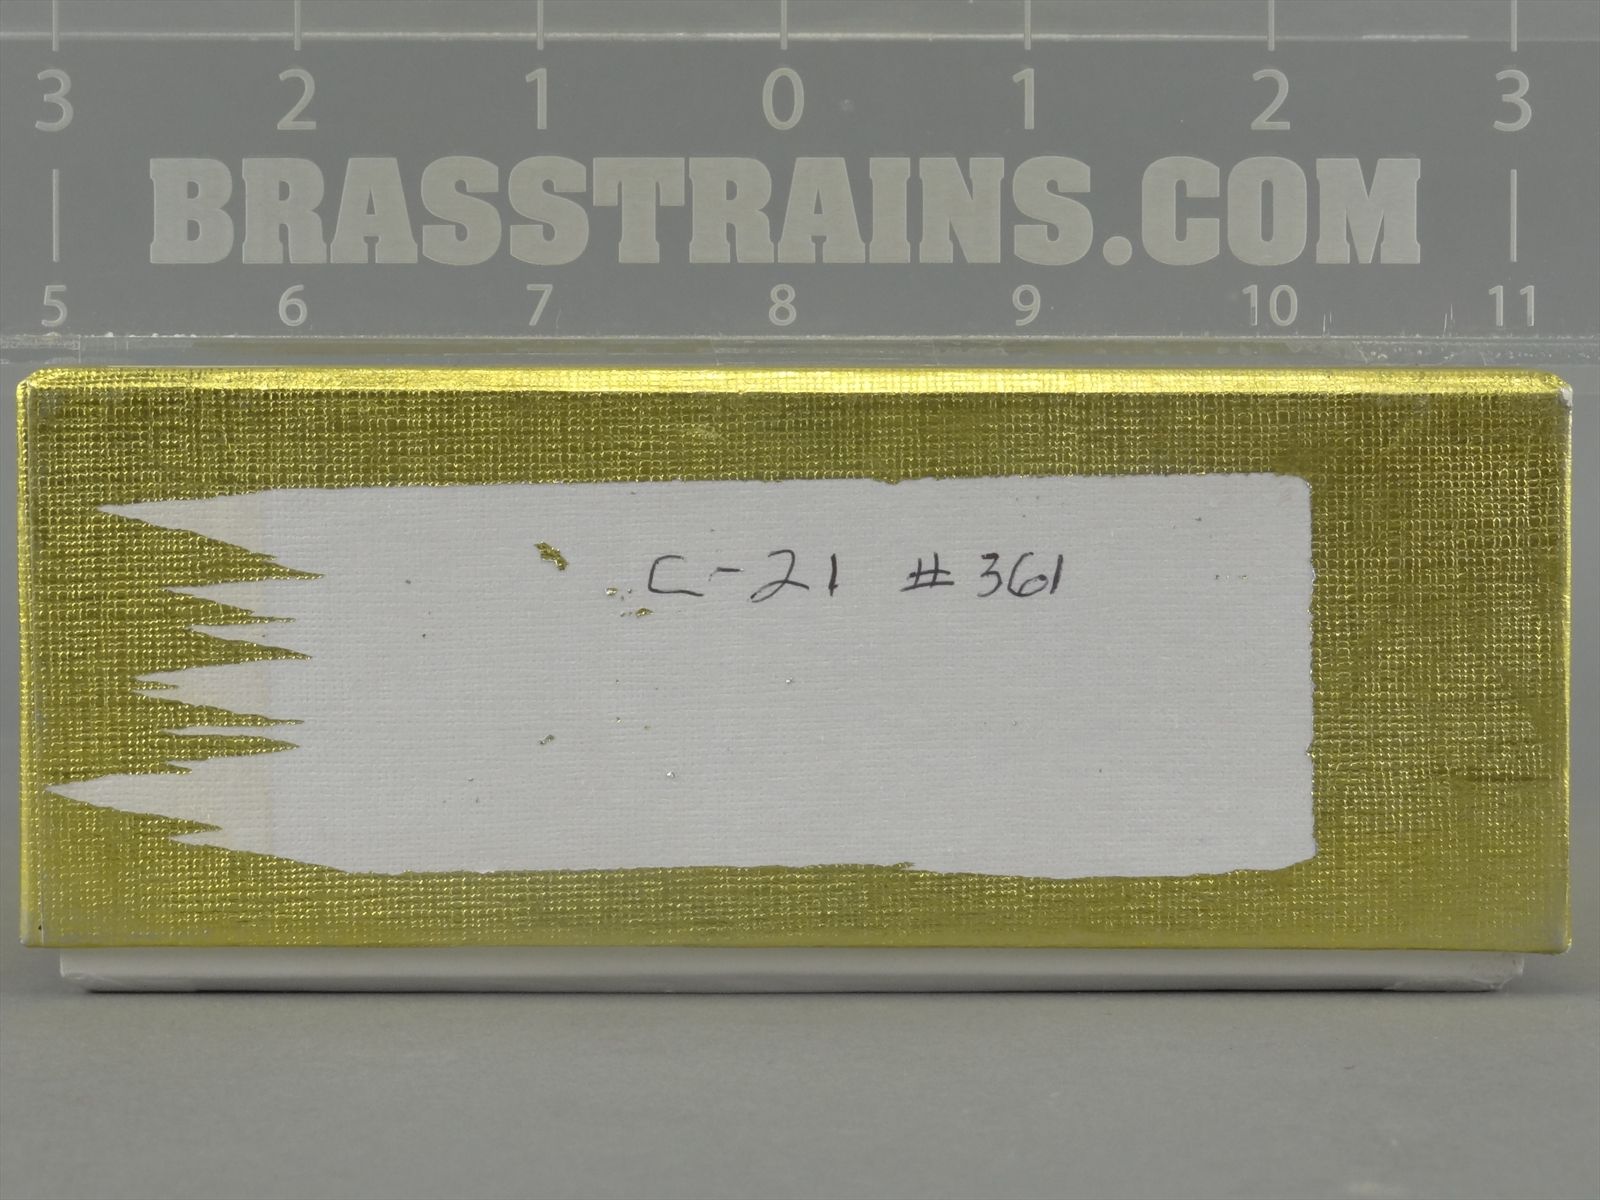 3 2 1 0 1 2 3
BRASSTRAINS.COM
5 6 7 8 9 10 11
C-21 #361